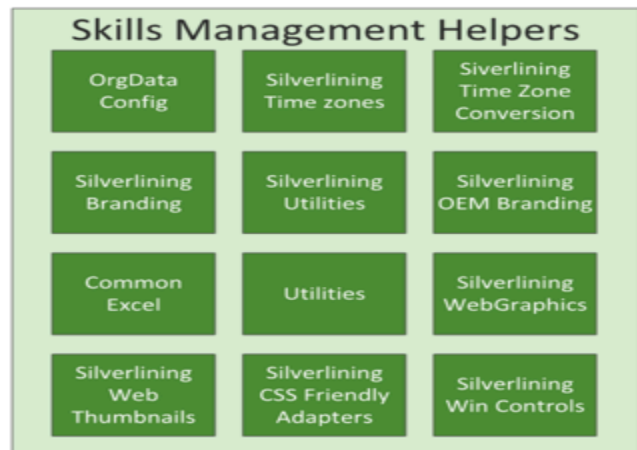 Skills Management Helpers
OrgData
Config
Silverlining
Time zones
Siverlining
Time Zone
Conversion
Silverlining
Branding
Silverlining
Utilities
Silverlining
OEM Branding
Common
Excel
Utilities
Silverlining
WebGraphics
Silverlining
Web
Thumbnails
Silverlining
CSS Friendly
Adapters
Silverlining
Win Controls